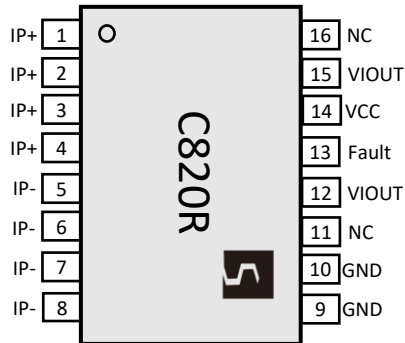 IP+ 1 16 NC
IP+ 2 15 VIOUT
IP+ 3 14 VCC
IP+ 4 13 Fault
IP- 5 12 VIOUT
IP- 6 11 NC
IP- 7 10 GND
IP- 8 9 GND
C820R